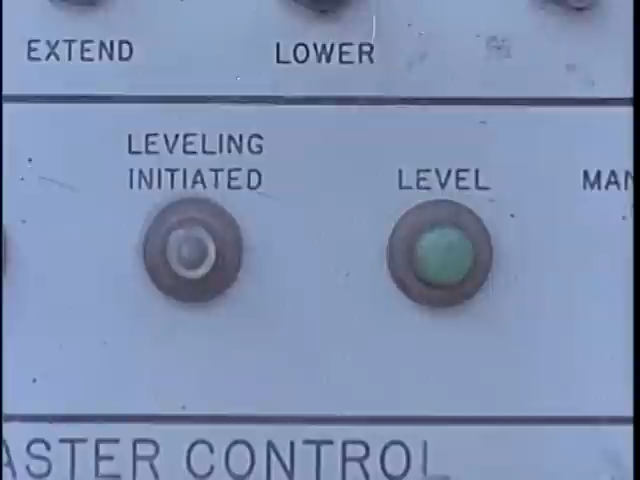 EXTEND
LOWER
LEVELING
INITIATED
LEVEL
MAN
ASTER CONTROL